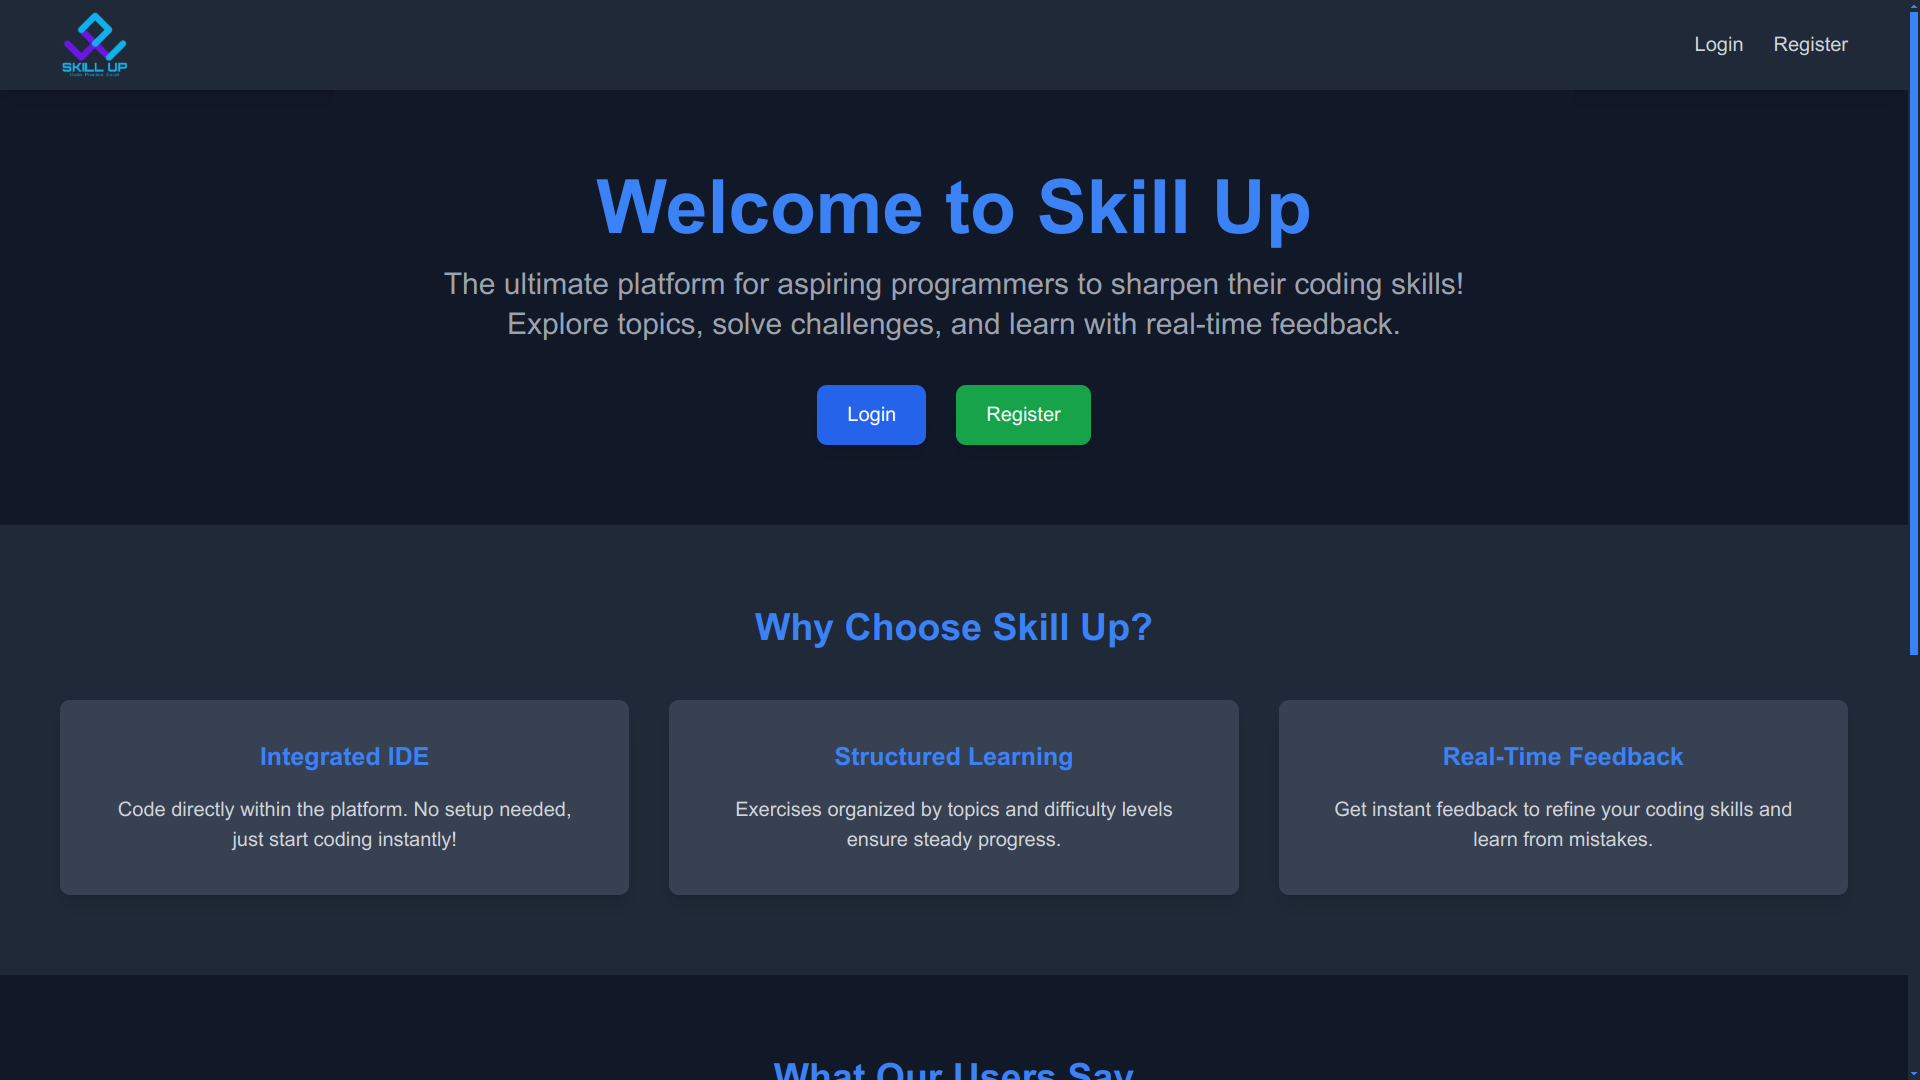 SKILL UP
Login
Register
Welcome to Skill Up
The ultimate platform for aspiring programmers to sharpen their coding skills!
Explore topics, solve challenges, and learn with real-time feedback.
Login
Register
Why Choose Skill Up?
Integrated IDE
Code directly within the platform. No setup needed,
just start coding instantly!
Structured Learning
Exercises organized by topics and difficulty levels
ensure steady progress.
Real-Time Feedback
Get instant feedback to refine your coding skills and
learn from mistakes.
What Our Users Say